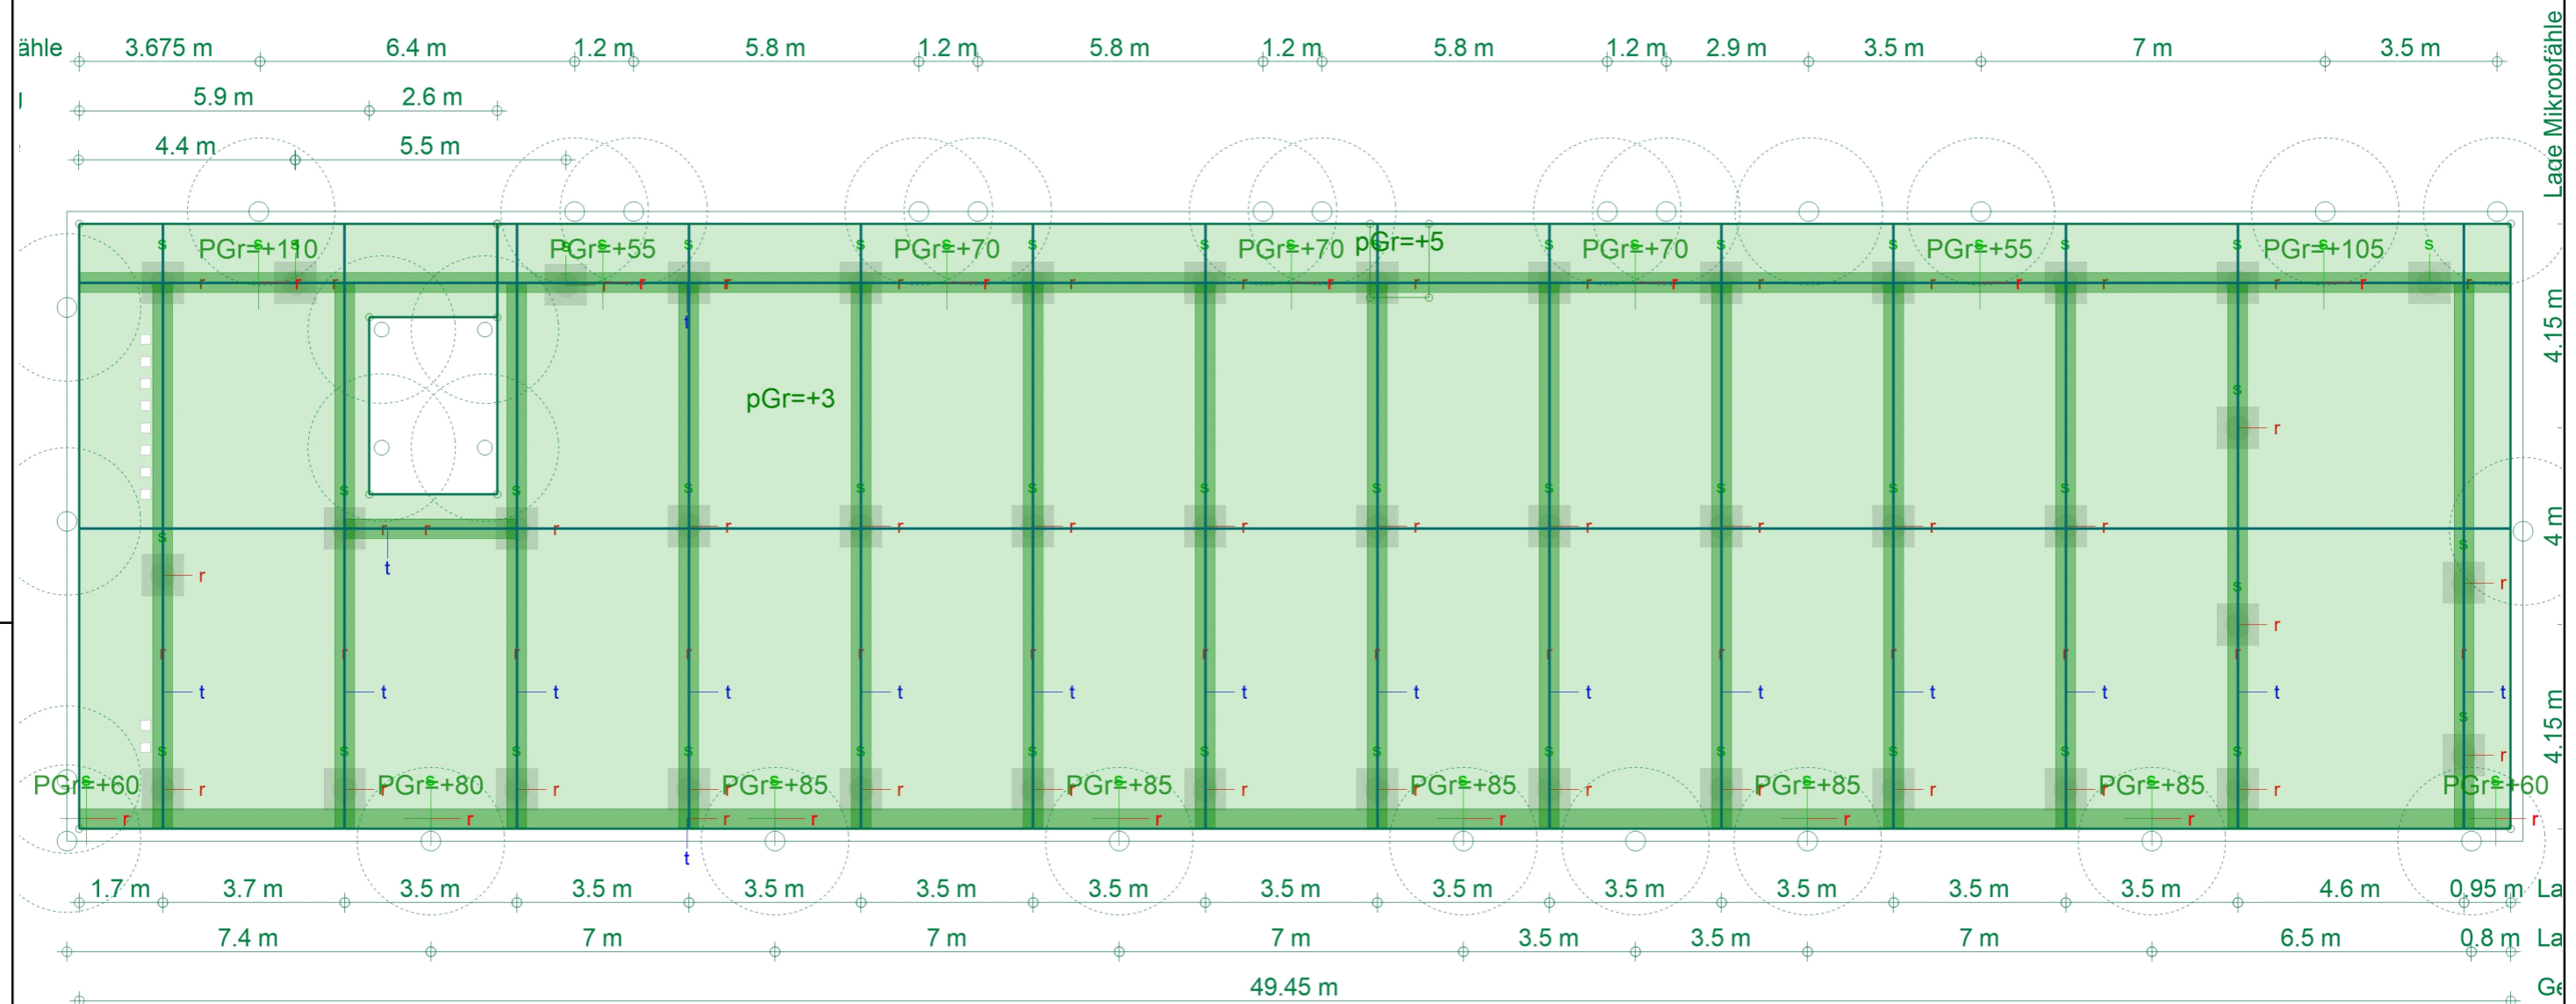 ähle 3.675 m 6.4 m 1.2 m 5.8 m 1.2 m 5.8 m 1.2 m 5.8 m 1.2 m 2.9 m 3.5 m 7 m 3.5 m
Lage Mikropfähle
5.9 m 2.6 m
4.4 m 5.5 m
s s s s s s s s s s s s s s s s s s s s s s
PGr=+110 PGr=+55 PGr=+70 PGr=+70 pGr=+5 PGr=+70 PGr=+55 PGr=+105
r r r r r r r r r r r r r r r r r r r r r r r
t
4.15 m
pGr=+3
s
r
s s s s s s s s s s s
r r r r r r r r r r r r
4 m
s s
t
r r
s
r
r r r r r r r r r r r r r r
t t t t t t t t t t t t t t
4.15 m
s
s s s s s s s s s s s s s
r
PGr=+60 PGr=+80 PGr=+85 PGr=+85 PGr=+85 PGr=+85 PGr=+85 PGr=+60
s s s s s s s s
r r r r r r r r r r r r r
r r r r r r r r r
t
1.7 m 3.7 m 3.5 m 3.5 m 3.5 m 3.5 m 3.5 m 3.5 m 3.5 m 3.5 m 3.5 m 3.5 m 3.5 m 4.6 m 0.95 m La
7.4 m 7 m 7 m 7 m 3.5 m 3.5 m 7 m 6.5 m 0.8 m La
49.45 m Ge